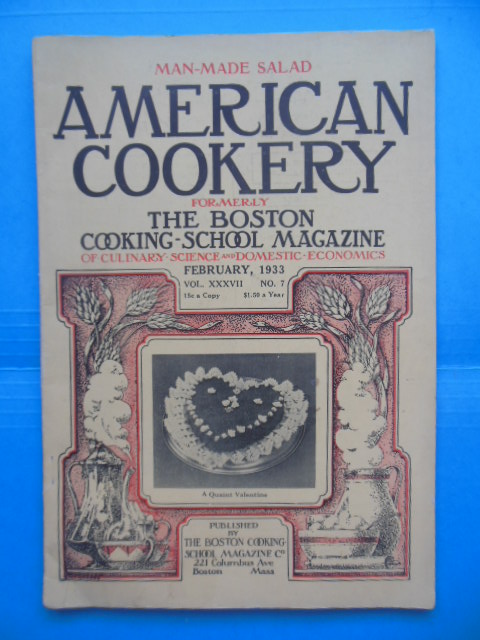 MAN-MADE SALAD
AMERICAN
COOKERY
FORMERLY
THE BOSTON
COOKING-SCHOOL MAGAZINE
OF CULINARY·SCIENCE AND DOMESTIC·ECONOMICS
FEBRUARY, 1933
VOL. XXXVII NO. 7
15c a Copy $1.50 a Year
A Quaint Valentine
PUBLISHED
BY
THE BOSTON COOKING-
SCHOOL MAGAZINE Co
221 Columbus Ave
Boston Mass